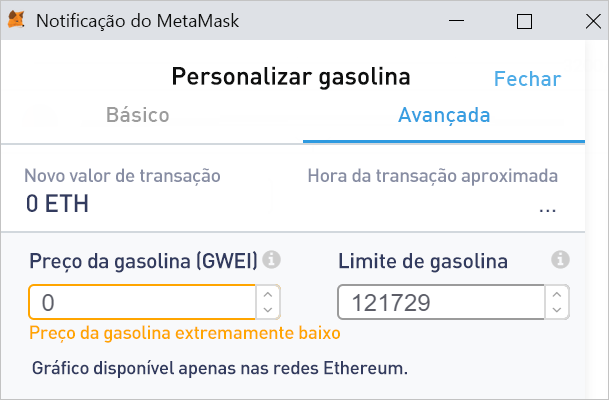 Notificação do MetaMask
Personalizar gasolina
Fechar
Básico
Avançada
Novo valor de transação
Hora da transação aproximada
0 ETH
...
Preço da gasolina (GWEI)
Limite de gasolina
0
121729
Preço da gasolina extremamente baixo
Gráfico disponível apenas nas redes Ethereum.